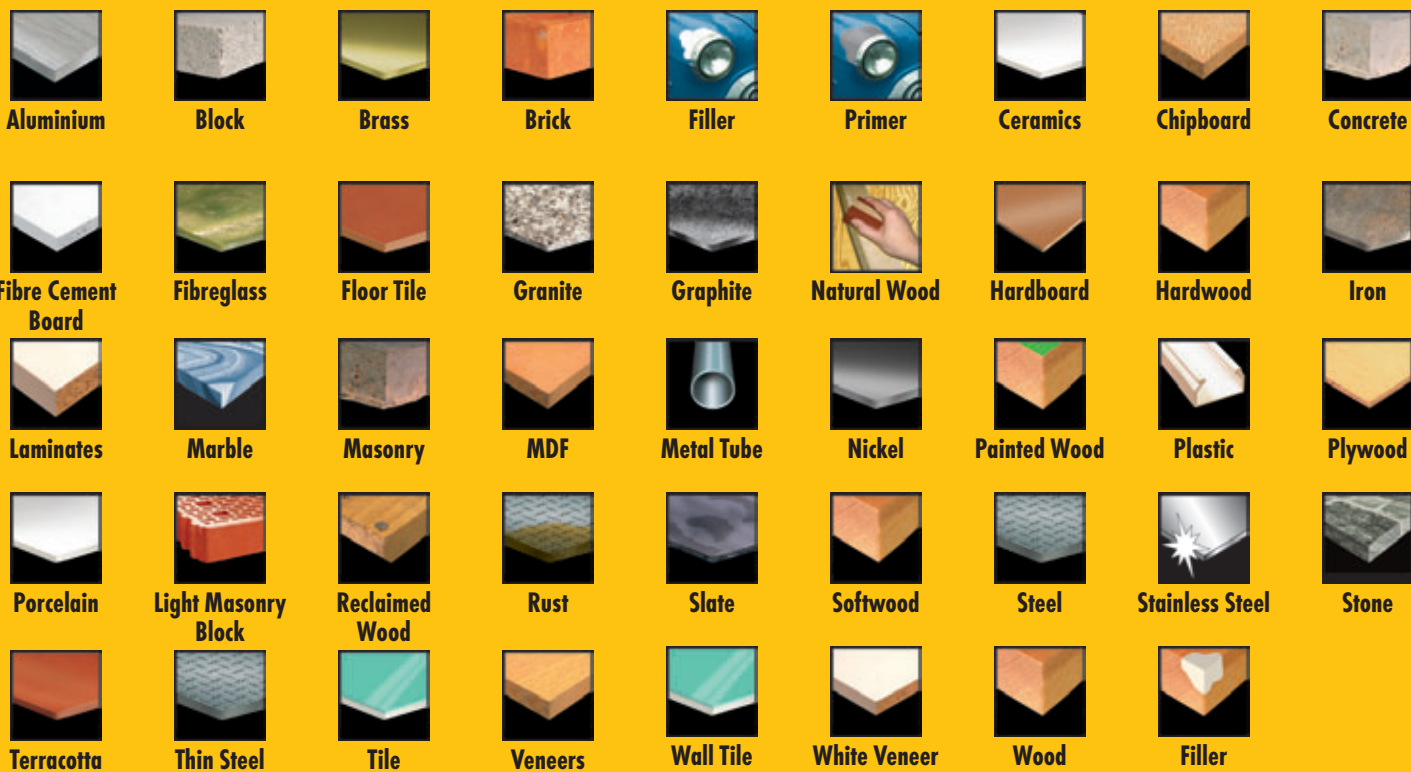 Aluminium
Block
Brass
Brick
Filler
Primer
Ceramics
Chipboard
Concrete
Fibre Cement
Board
Fibreglass
Floor Tile
Granite
Graphite
Natural Wood
Hardboard
Hardwood
Iron
Laminates
Marble
Masonry
MDF
Metal Tube
Nickel
Painted Wood
Plastic
Plywood
Porcelain
Light Masonry
Block
Reclaimed
Wood
Rust
Slate
Softwood
Steel
Stainless Steel
Stone
Terracotta
Thin Steel
Tile
Veneers
Wall Tile
White Veneer
Wood
Filler